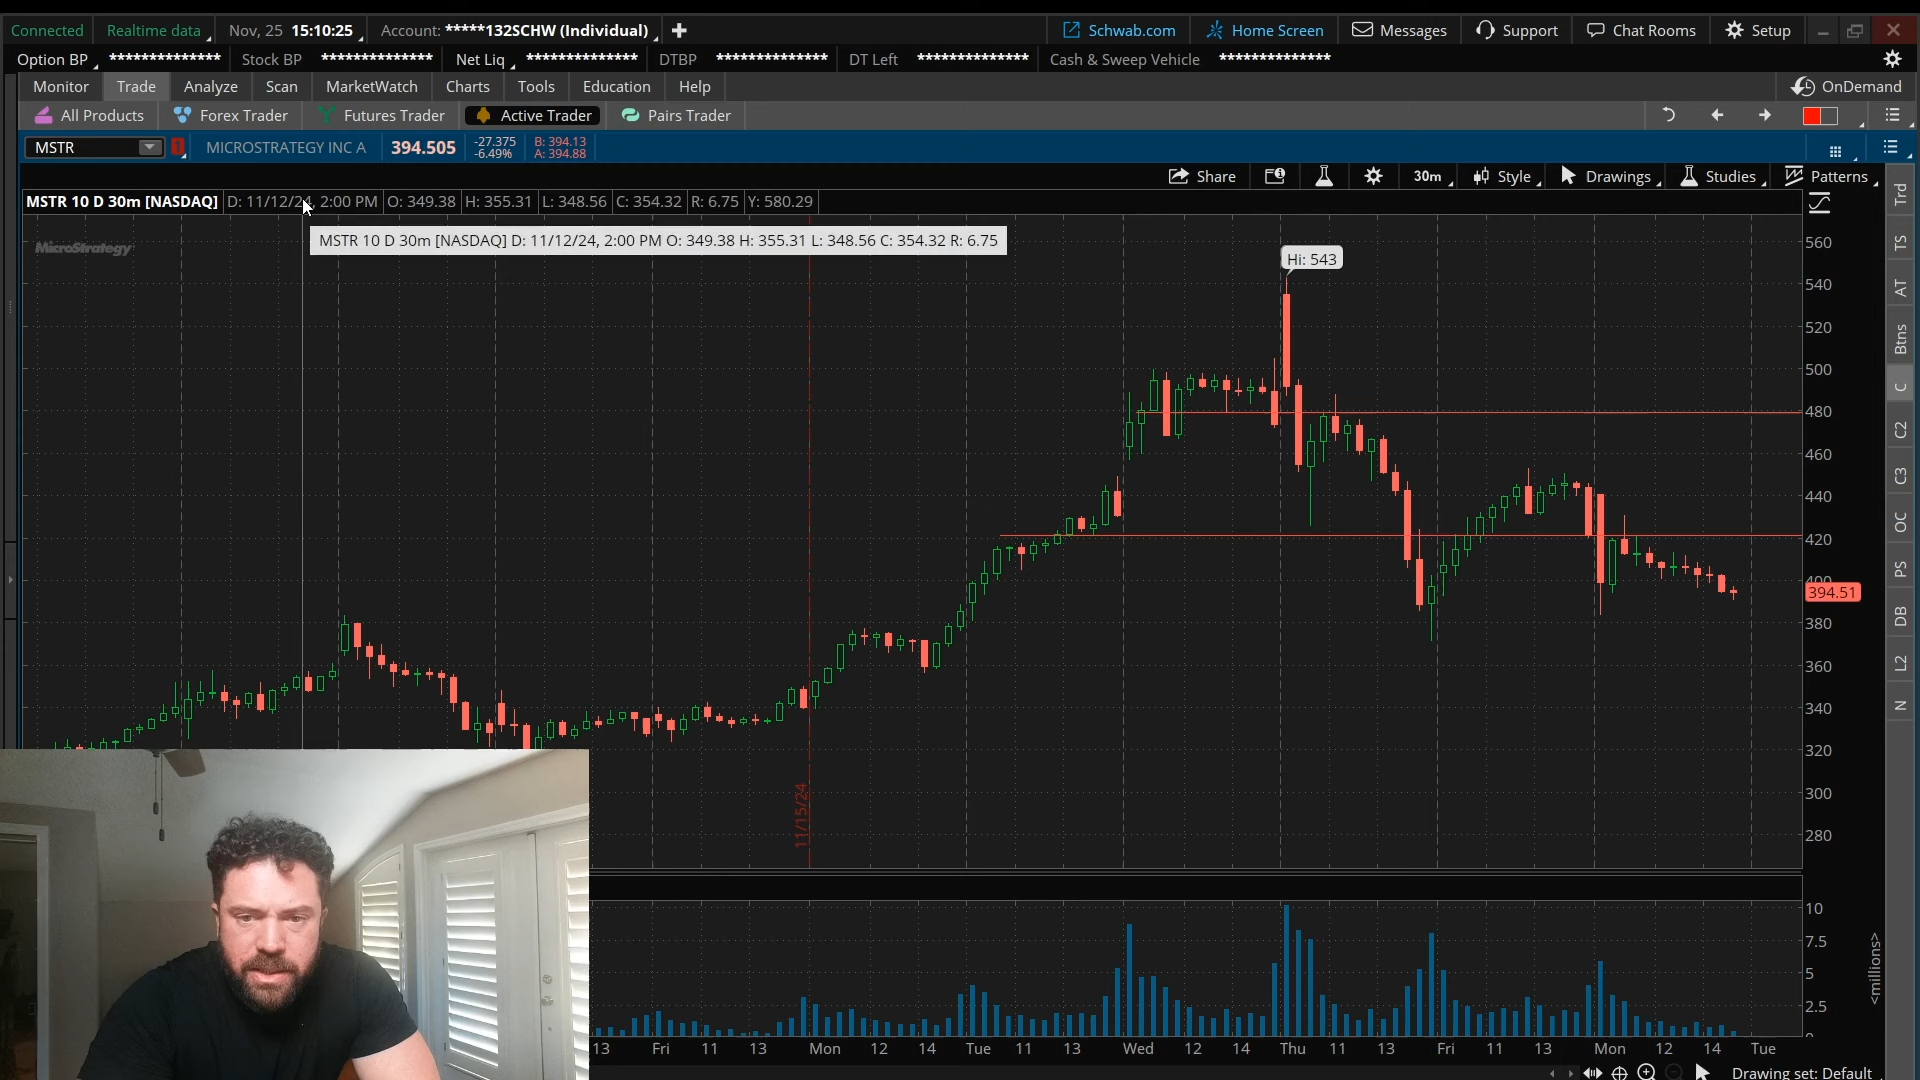 Connected Realtime data Nov, 25 15:10:25 Account: *****132SCHW (Individual) Schwab.com Home Screen Messages Support Chat Rooms Setup
Option BP ************** Stock BP ************** Net Liq ************** DTBP ************** DT Left ************** Cash & Sweep Vehicle **************
Monitor Trade Analyze Scan MarketWatch Charts Tools Education Help OnDemand
All Products Forex Trader Futures Trader Active Trader Pairs Trader
MSTR 1 MICROSTRATEGY INC A 394.505 -27.375 -6.49% B: 394.13 A: 394.88
Share 30m Style Drawings Studies Patterns
MSTR 10 D 30m [NASDAQ] D: 11/12/24, 2:00 PM O: 349.38 H: 355.31 L: 348.56 C: 354.32 R: 6.75 Y: 580.29
MSTR 10 D 30m [NASDAQ] D: 11/12/24, 2:00 PM O: 349.38 H: 355.31 L: 348.56 C: 354.32 R: 6.75
MicroStrategy
Hi: 543
560
540
520
500
480
460
440
420
400
394.51
380
360
340
320
300
280
11/15/24
10
7.5
5
2.5
<millions>
13 Fri 11 13 Mon 12 14 Tue 11 13 Wed 12 14 Thu 11 13 Fri 11 13 Mon 12 14 Tue
Drawing set: Default
Trd
TS
AT
Btns
C
C2
C3
OC
PS
DB
L2
N